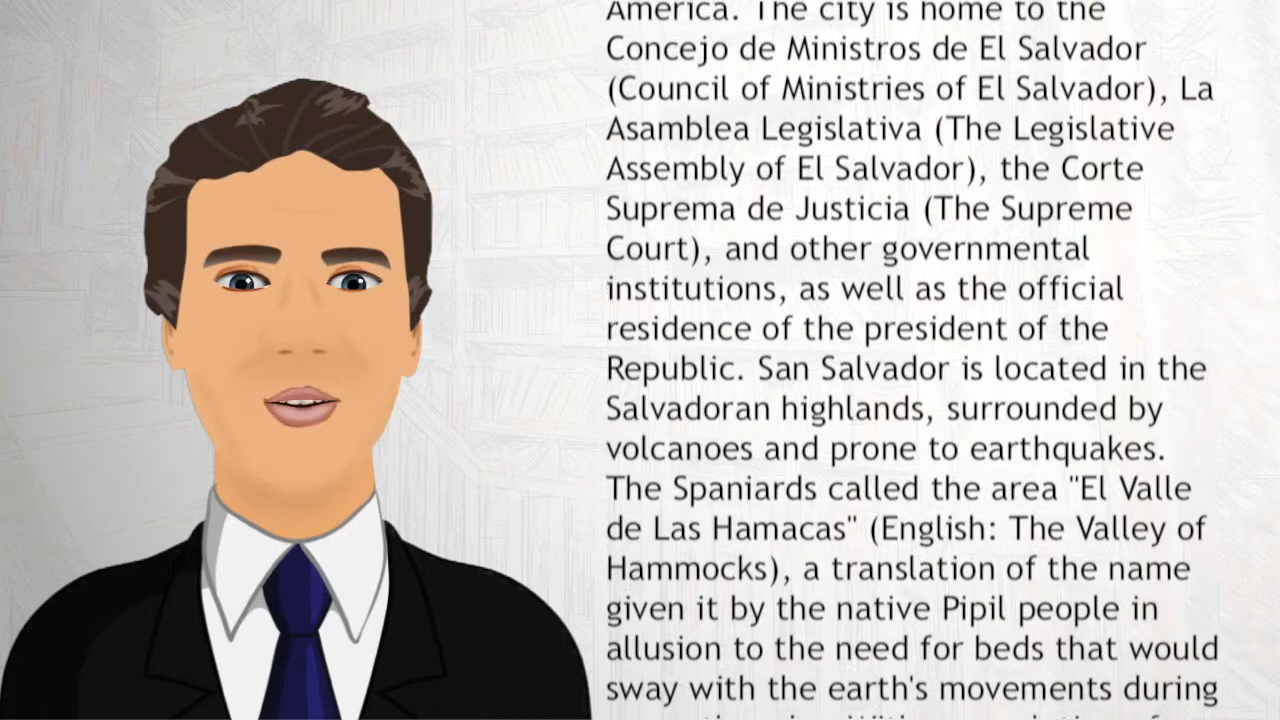 America. The city is home to the
Concejo de Ministros de El Salvador
(Council of Ministries of El Salvador), La
Asamblea Legislativa (The Legislative
Assembly of El Salvador), the Corte
Suprema de Justicia (The Supreme
Court), and other governmental
institutions, as well as the official
residence of the president of the
Republic. San Salvador is located in the
Salvadoran highlands, surrounded by
volcanoes and prone to earthquakes.
The Spaniards called the area "El Valle
de Las Hamacas" (English: The Valley of
Hammocks), a translation of the name
given it by the native Pipil people in
allusion to the need for beds that would
sway with the earth's movements during